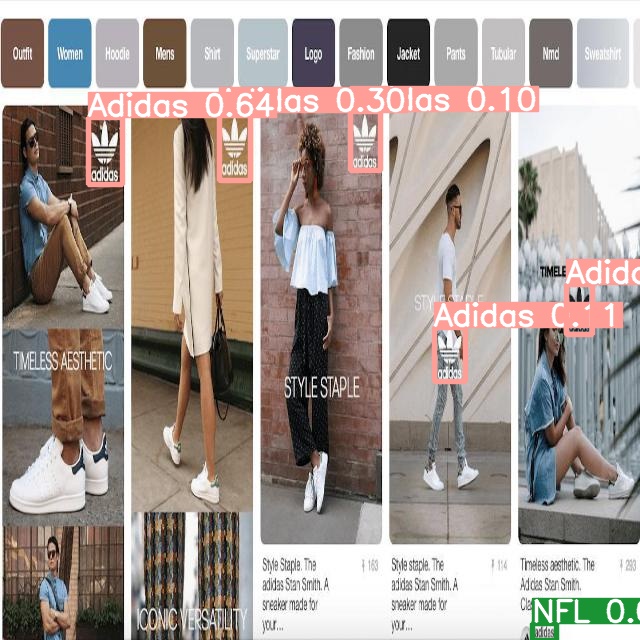 Outfit
Women
Hoodie
Mens
Shirt
Superstar
Logo
Fashion
Jacket
Pants
Tubular
Nmd
Sweatshirt
Adidas 0.64
las 0.30
las 0.10
adidas
adidas
adidas
TIMELE
Adida
STYLE STAPLE
Adidas 0.11
adidas
TIMELESS AESTHETIC
STYLE STAPLE
ICONIC VERSATILITY
Style Staple. The
adidas Stan Smith. A
sneaker made for
your...
163
Style staple. The
adidas Stan Smith. A
sneaker made for
your...
114
Timeless aesthetic. The
Adidas Stan Smith.
Cla
293
NFL 0.0
adidas